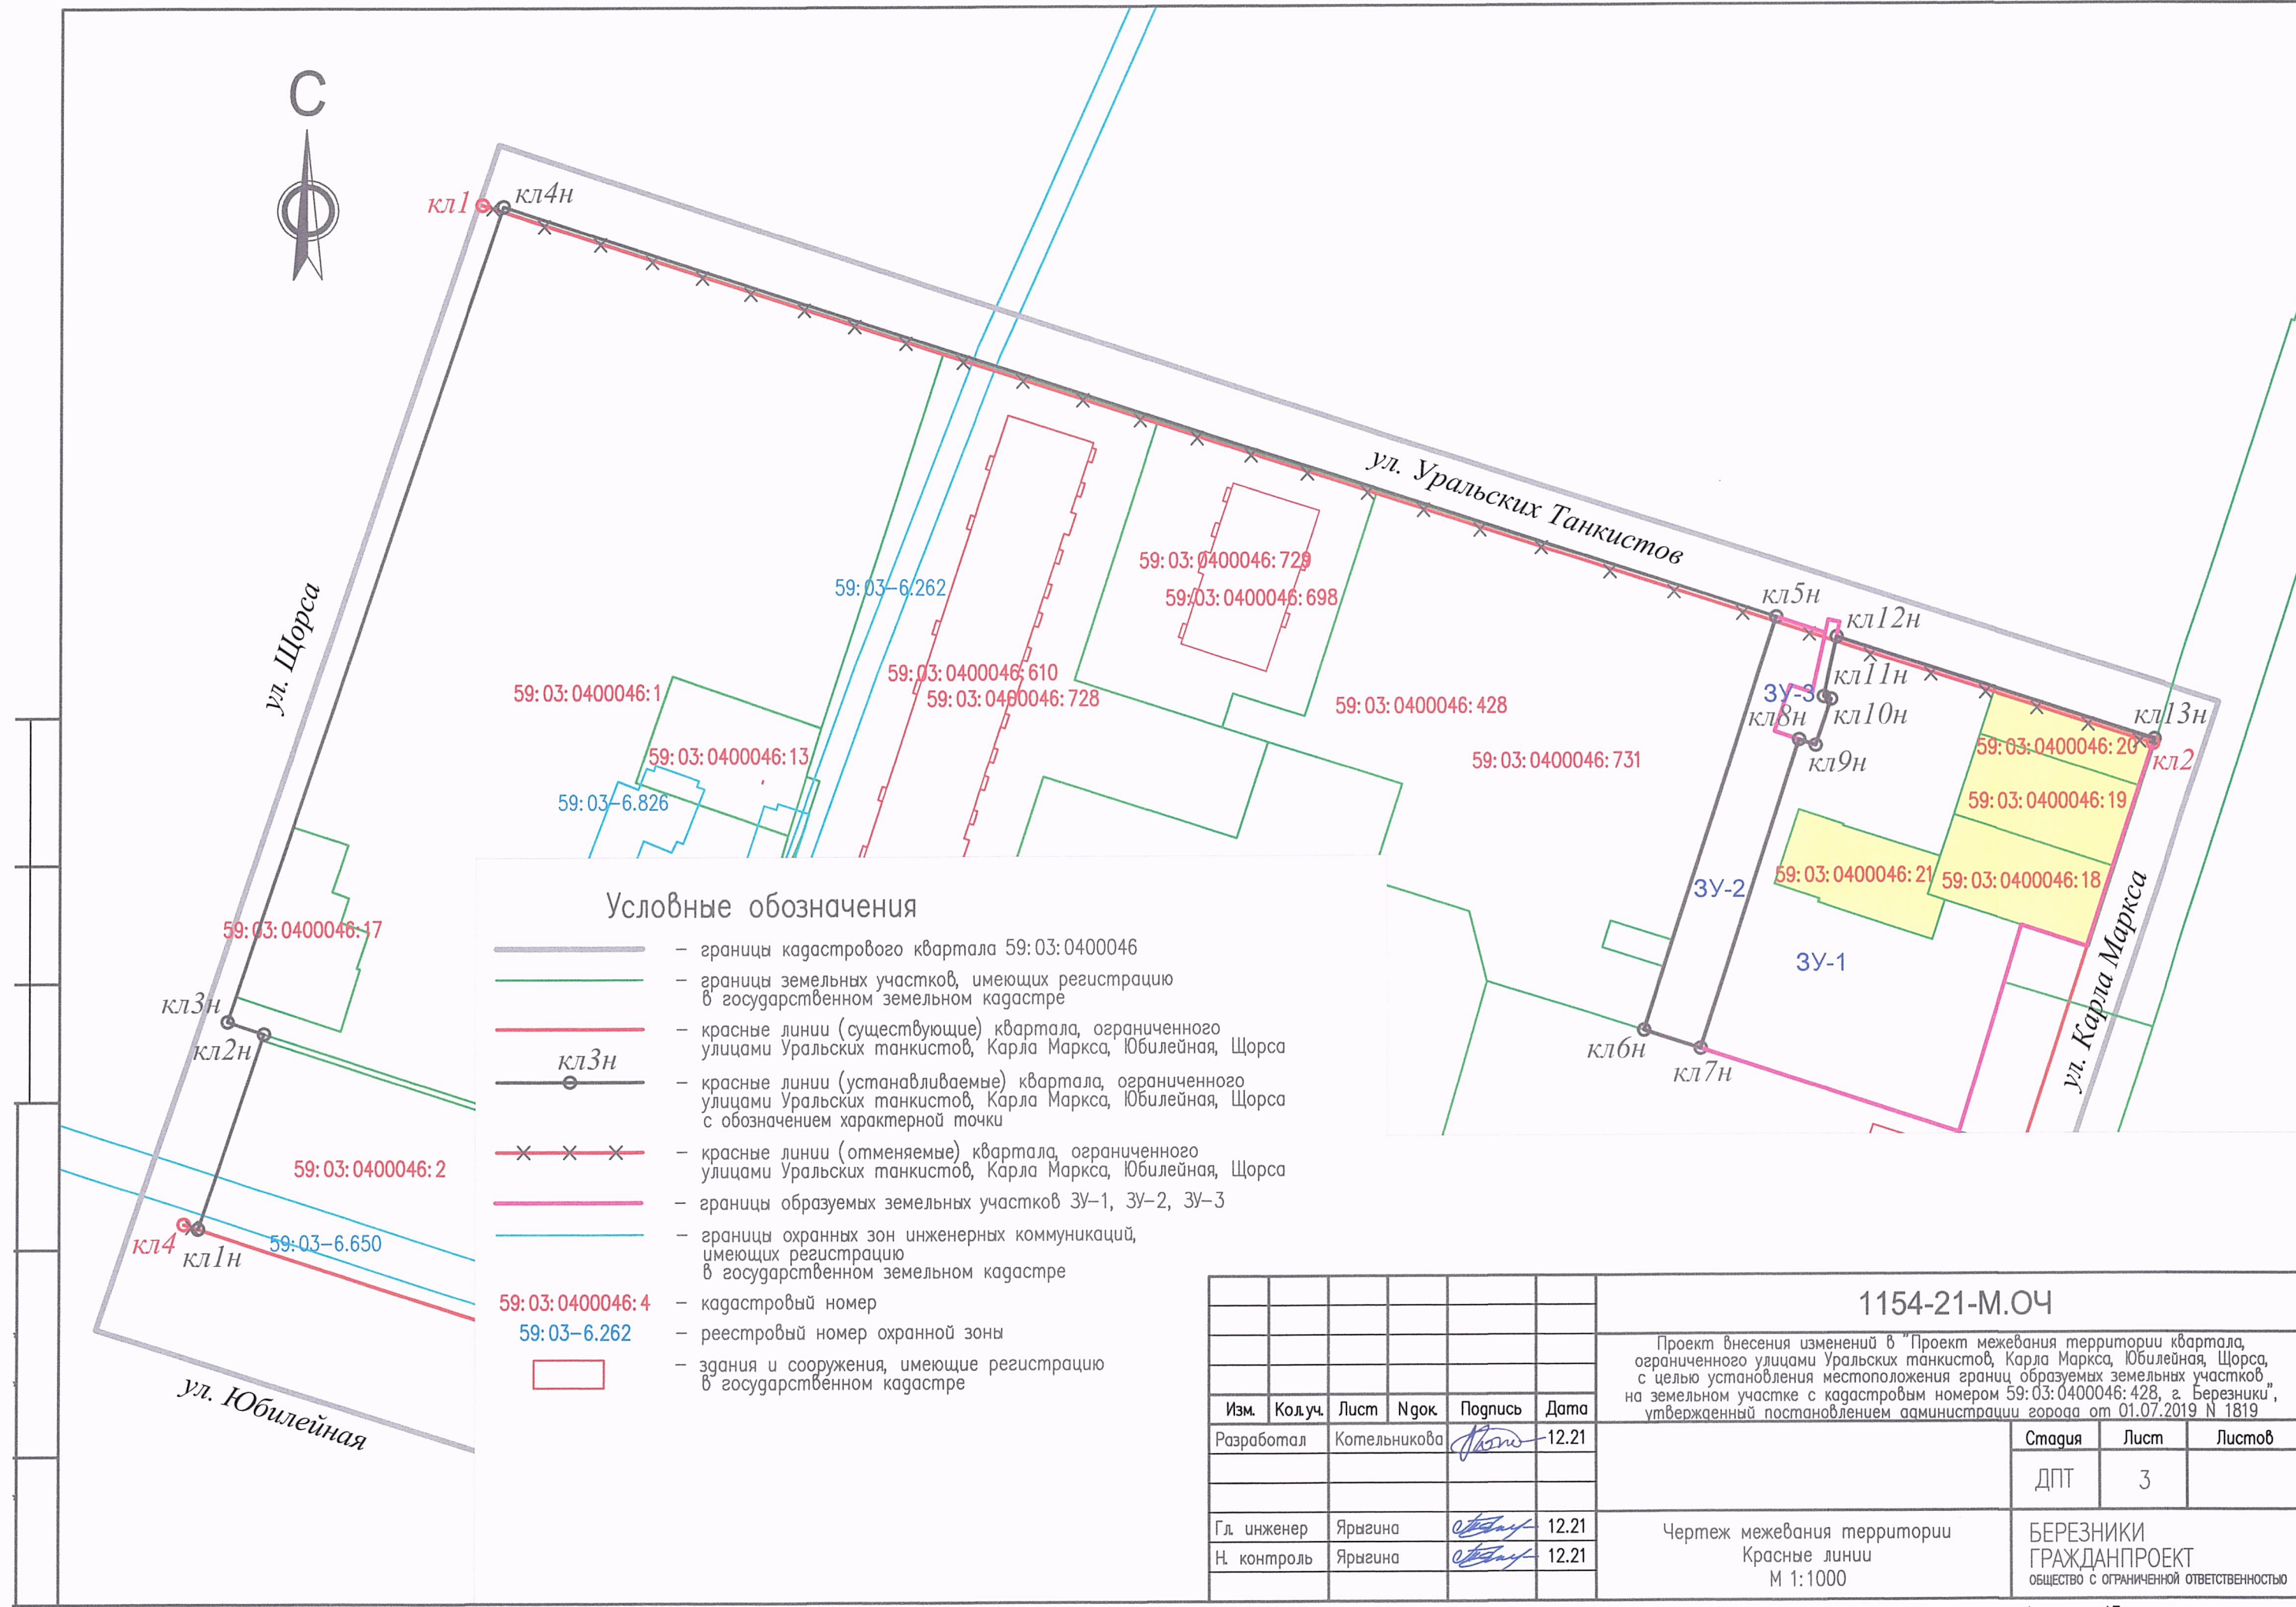 С
кл1
кл4н
ул. Уральских Танкистов
ул. Щорса
59:03-6.262
59:03:0400046:729
59:03:0400046:698
кл5н
кл12н
59:03:0400046:610
59:03:0400046:1
59:03:0400046:728
59:03:0400046:428
ЗУ-3
кл11н
кл8н
кл10н
кл13н
59:03:0400046:13
59:03:0400046:731
кл9н
59:03:0400046:20
кл2
59:03-6.826
59:03:0400046:19
59:03:0400046:21
59:03:0400046:18
ЗУ-2
ЗУ-1
ул. Карла Маркса
59:03:0400046:17
кл3н
кл2н
кл6н
кл7н
59:03:0400046:2
кл4
кл1н
59:03-6.650
ул. Юбилейная
Условные обозначения
– границы кадастрового квартала 59:03:0400046
– границы земельных участков, имеющих регистрацию
в государственном земельном кадастре
– красные линии (существующие) квартала, ограниченного
улицами Уральских танкистов, Карла Маркса, Юбилейная, Щорса
кл3н
– красные линии (устанавливаемые) квартала, ограниченного
улицами Уральских танкистов, Карла Маркса, Юбилейная, Щорса
с обозначением характерной точки
– красные линии (отменяемые) квартала, ограниченного
улицами Уральских танкистов, Карла Маркса, Юбилейная, Щорса
– границы образуемых земельных участков ЗУ-1, ЗУ-2, ЗУ-3
– границы охранных зон инженерных коммуникаций,
имеющих регистрацию
в государственном земельном кадастре
59:03:0400046:4 – кадастровый номер
59:03-6.262 – реестровый номер охранной зоны
– здания и сооружения, имеющие регистрацию
в государственном кадастре
1154-21-М.ОЧ
Проект внесения изменений в "Проект межевания территории квартала,
ограниченного улицами Уральских танкистов, Карла Маркса, Юбилейная, Щорса,
с целью установления местоположения границ образуемых земельных участков
на земельном участке с кадастровым номером 59:03:0400046:428, г. Березники",
утвержденный постановлением администрации города от 01.07.2019 N 1819
Изм. Кол.уч. Лист Nдок. Подпись Дата
Разработал Котельникова 12.21
Стадия Лист Листов
ДПТ 3
Гл. инженер Ярыгина 12.21
Н. контроль Ярыгина 12.21
Чертеж межевания территории
Красные линии
М 1:1000
БЕРЕЗНИКИ
ГРАЖДАНПРОЕКТ
ОБЩЕСТВО С ОГРАНИЧЕННОЙ ОТВЕТСТВЕННОСТЬЮ